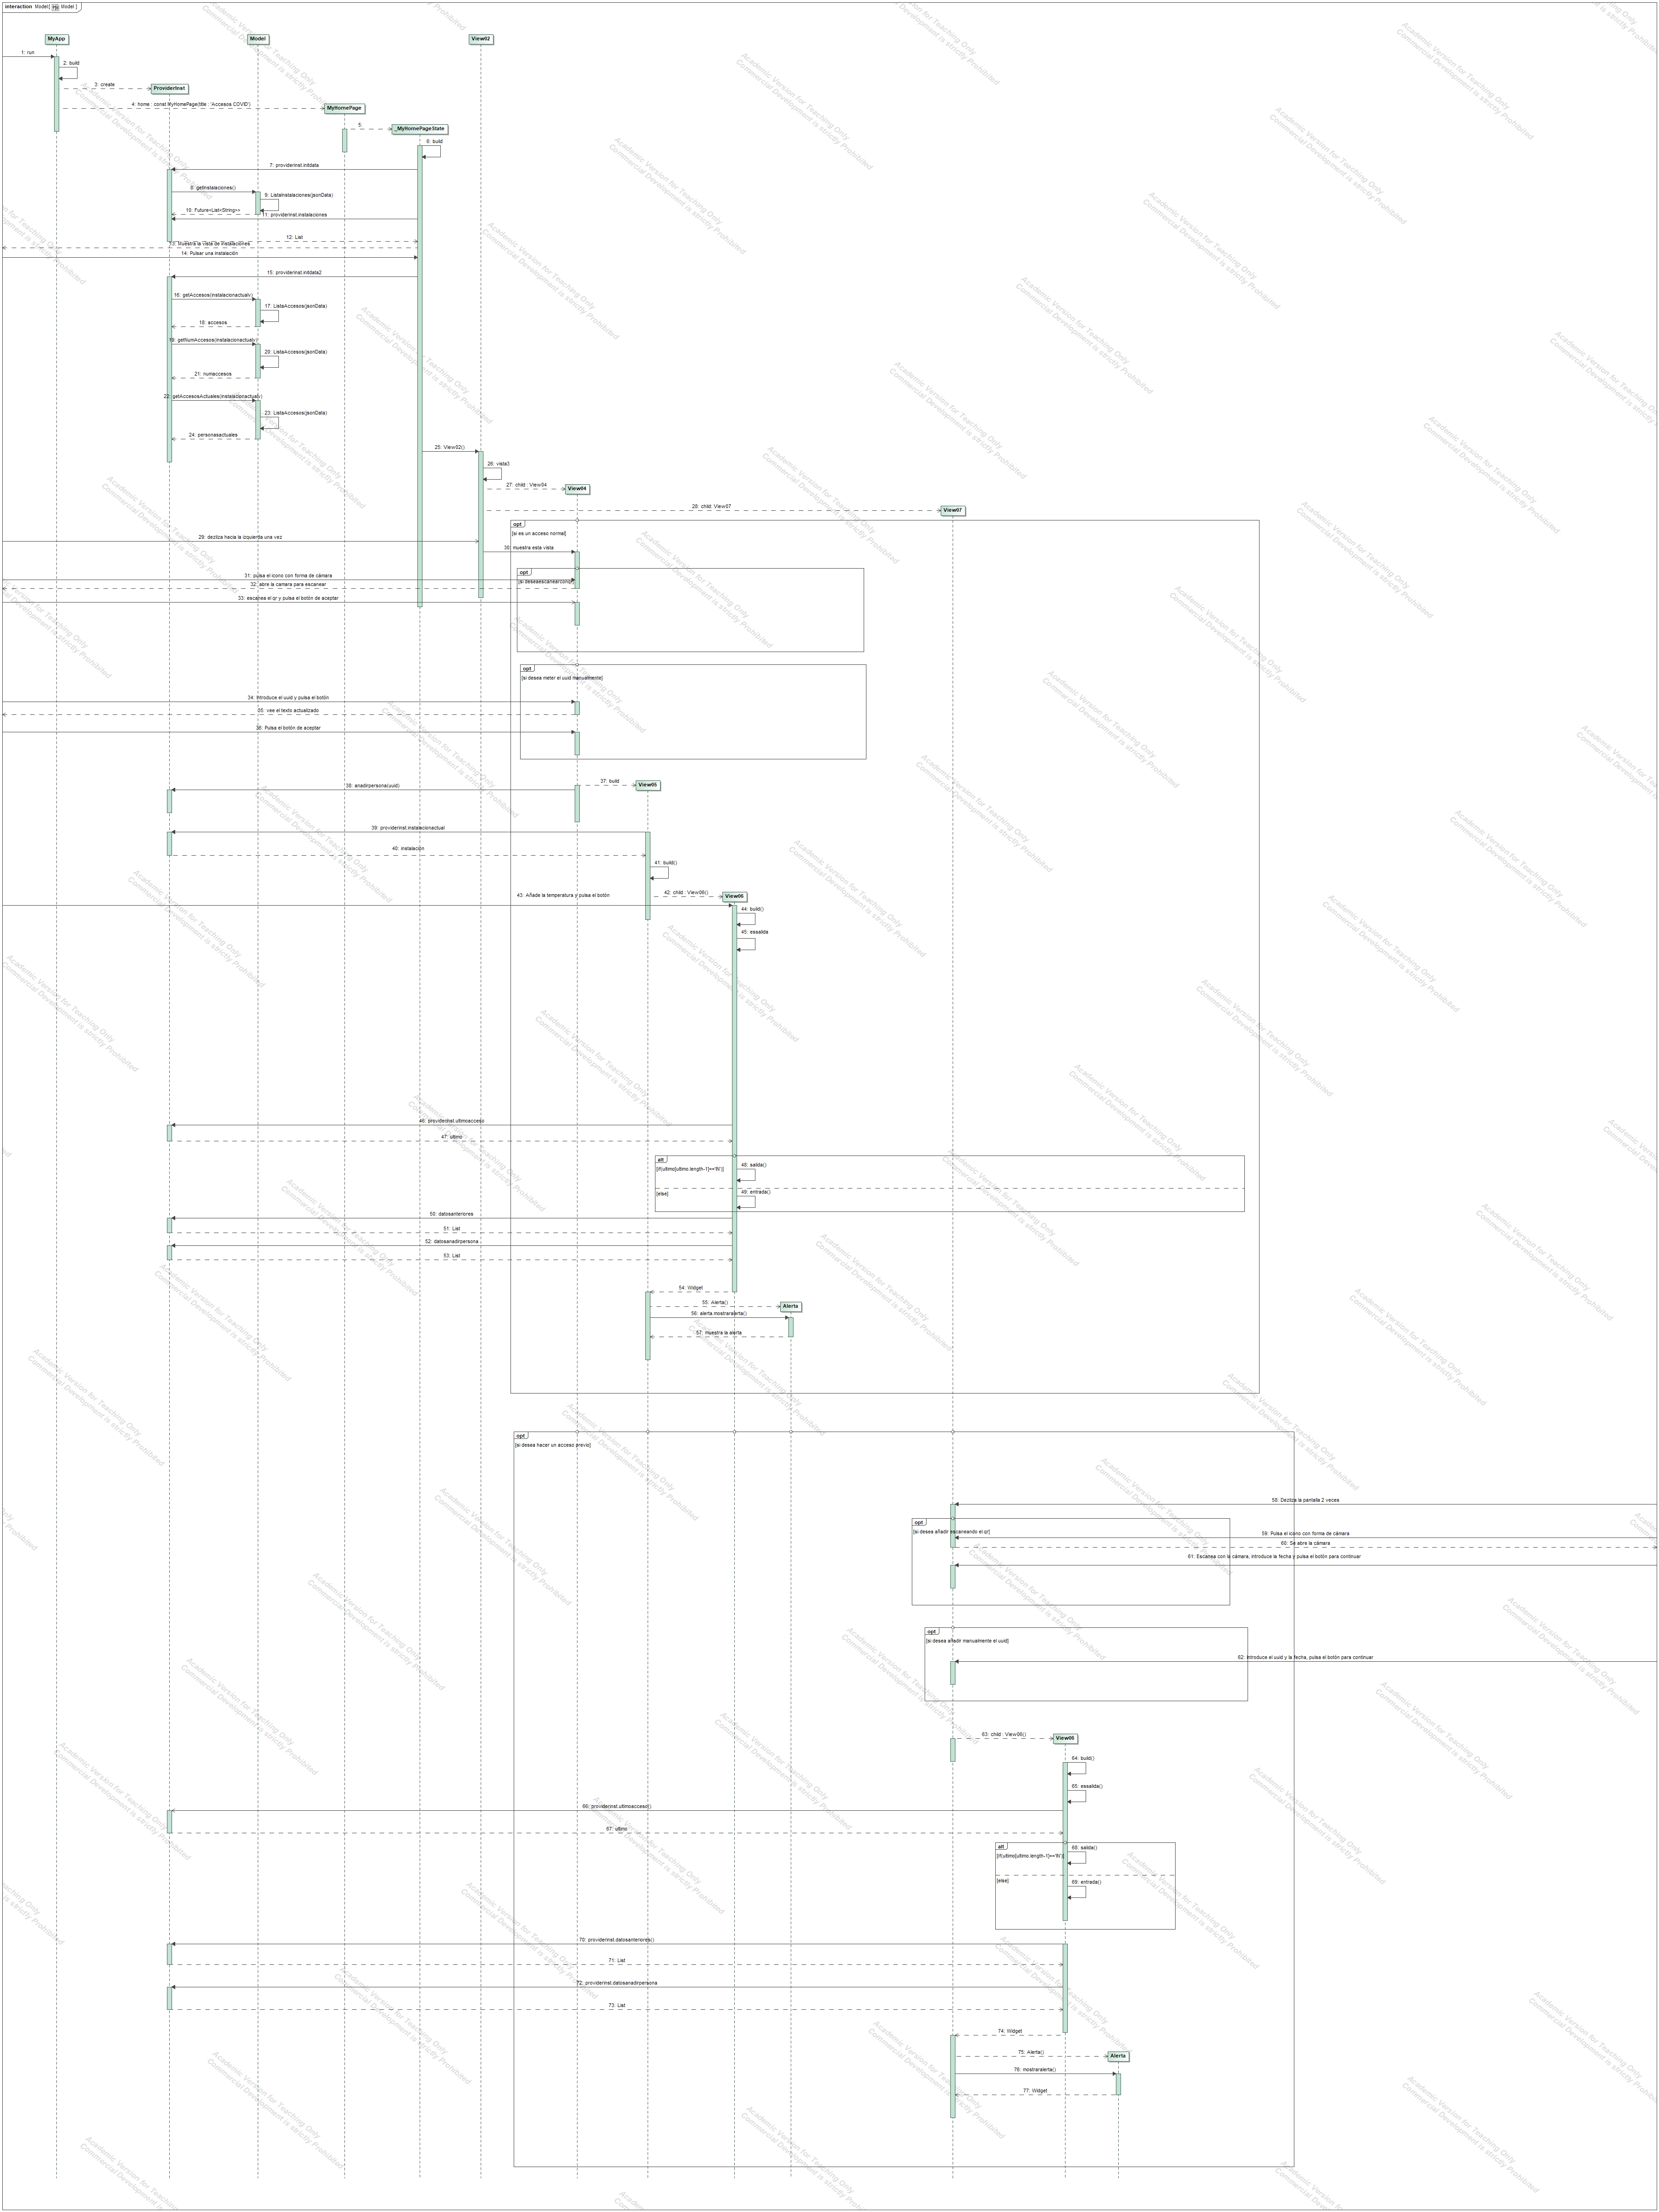 interaction Model[ Model ]
MyApp
Model
View02
1: run
2: build
3: create
ProviderInst
4: home : const MyHomePage(title : 'Accesos COVID')
MyHomePage
5:
_MyHomePageState
6: build
7: providerinst.initdata
8: getInstalaciones()
9: ListaInstalaciones(jsonData)
10: Future<List<String>>
11: providerinst.instalaciones
12: List
13: Muestra la vista de instalaciones
14: Pulsar una instalación
15: providerinst.initdata2
16: getAccesos(instalacionactualv)
17: ListaAccesos(jsonData)
18: accesos
19: getNumAccesos(instalacionactualv)
20: ListaAccesos(jsonData)
21: numaccesos
22: getAccesosActuales(instalacionactualv)
23: ListaAccesos(jsonData)
24: personasactuales
25: View02()
26: vista3
27: child : View04
View04
28: child: View07
View07
opt
[si es un acceso normal]
29: dezliza hacia la izquierda una vez
30: muestra esta vista
opt
31: pulsa el icono con forma de cámara
[si desea escanear con qr]
32: abre la camara para escanear
33: escanea el qr y pulsa el botón de aceptar
opt
[si desea meter el uuid manualmente]
34: Introduce el uuid y pulsa el botón
35: vee el texto actualizado
36: Pulsa el botón de aceptar
37: build
View05
38: anadirpersona(uuid)
39: providerinst.instalacionactual
40: instalación
41: build()
42: child : View06()
View06
43: Añade la temperatura y pulsa el botón
44: build()
45: essalida
46: providerinst.ultimoacceso
47: ultimo
alt
[if(ultimo[ultimo.length-1]=='IN')]
48: salida()
[else]
49: entrada()
50: datosanteriores
51: List
52: datosanadirpersona
53: List
54: Widget
55: Alerta()
Alerta
56: alerta.mostraralerta()
57: Muestra la alerta
opt
[si desea hacer un acceso previo]
58: Dezliza la pantalla 2 veces
opt
[si desea añadir escaneando el qr]
59: Pulsa el icono con forma de cámara
60: Se abre la cámara
61: Escanea con la cámara, introduce la fecha y pulsa el botón para continuar
opt
[si desea añadir manualmente el uuid]
62: Introduce el uuid y la fecha, pulsa el botón para continuar
63: child : View06()
View06
64: build()
65: essalida()
66: providerinst.ultimoacceso()
67: ultimo
alt
[if(ultimo[ultimo.length-1]=='IN')]
68: salida()
[else]
69: entrada()
70: providerinst.datosanteriores()
71: List
72: providerinst.datosanadirpersona
73: List
74: Widget
75: Alerta()
Alerta
76: mostraralerta()
77: Widget
Academic Version for Teaching Only
Commercial Development is strictly Prohibited